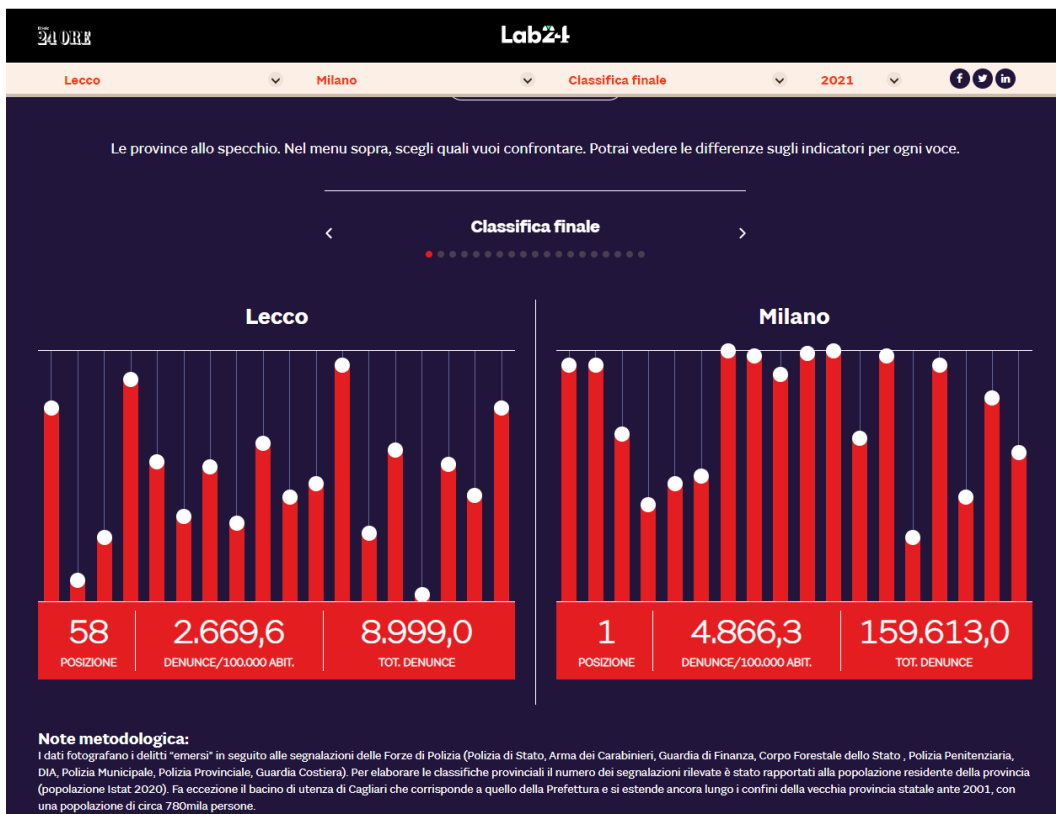 24 ORE
Lab24
Lecco Milano Classifica finale 2021
Le province allo specchio. Nel menu sopra, scegli quali vuoi confrontare. Potrai vedere le differenze sugli indicatori per ogni voce.
Classifica finale
Lecco
Milano
58 2.669,6 8.999,0
POSIZIONE DENUNCE/100.000 ABIT. TOT. DENUNCE
1 4.866,3 159.613,0
POSIZIONE DENUNCE/100.000 ABIT. TOT. DENUNCE
Note metodologica:
I dati fotografano i delitti "emersi" in seguito alle segnalazioni delle Forze di Polizia (Polizia di Stato, Arma dei Carabinieri, Guardia di Finanza, Corpo Forestale dello Stato , Polizia Penitenziaria,
DIA, Polizia Municipale, Polizia Provinciale, Guardia Costiera). Per elaborare le classifiche provinciali il numero dei segnalazioni rilevate è stato rapportati alla popolazione residente della provincia
(popolazione Istat 2020). Fa eccezione il bacino di utenza di Cagliari che corrisponde a quello della Prefettura e si estende ancora lungo i confini della vecchia provincia statale ante 2001, con
una popolazione di circa 780mila persone.